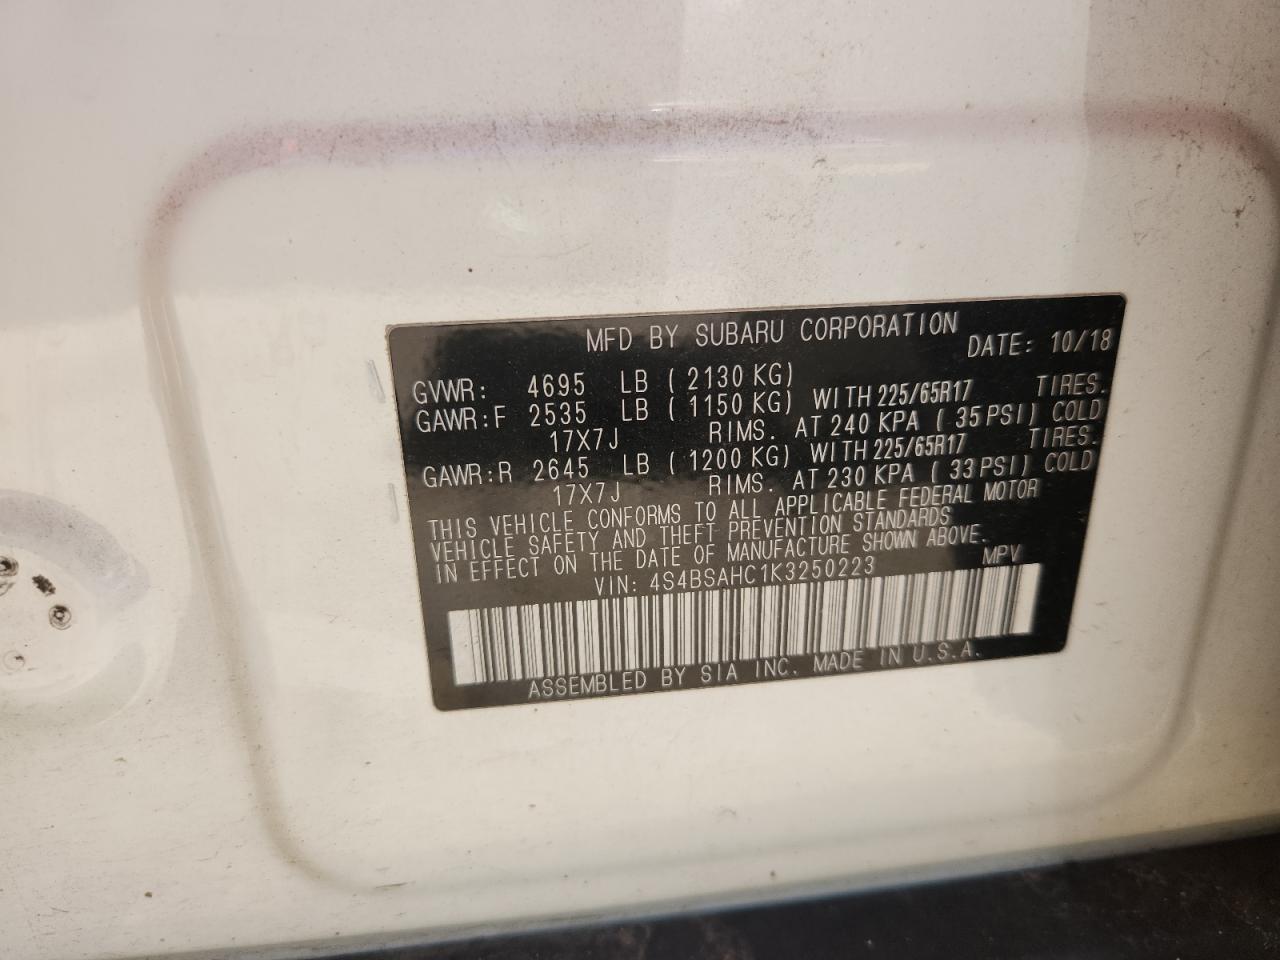 MFD BY SUBARU CORPORATION DATE: 10/18
GVWR: 4695 LB ( 2130 KG)
GAWR:F 2535 LB ( 1150 KG) WITH 225/65R17 TIRES.
17X7J RIMS. AT 240 KPA ( 35 PSI) COLD
GAWR:R 2645 LB ( 1200 KG) WITH 225/65R17 TIRES.
17X7J RIMS. AT 230 KPA ( 33 PSI) COLD
THIS VEHICLE CONFORMS TO ALL APPLICABLE FEDERAL MOTOR
VEHICLE SAFETY AND THEFT PREVENTION STANDARDS
IN EFFECT ON THE DATE OF MANUFACTURE SHOWN ABOVE.
VIN: 4S4BSAHC1K3250223 MPV
ASSEMBLED BY SIA INC. MADE IN U.S.A.